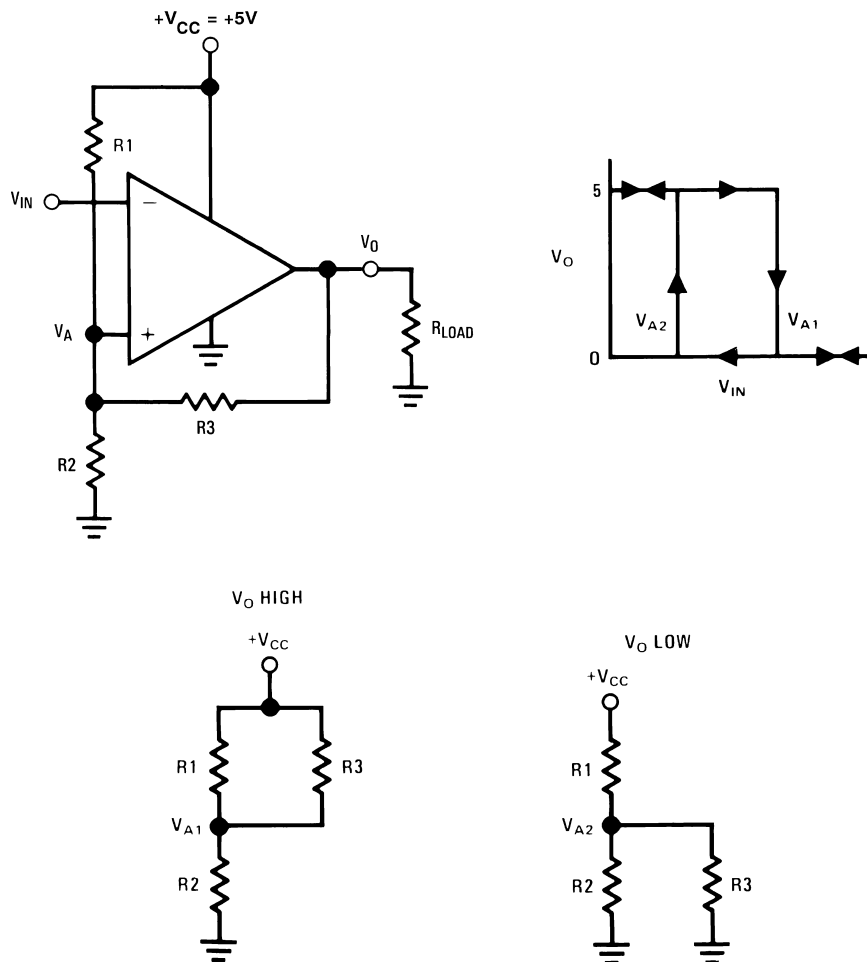 +VCC = +5V
R1
VIN
−
VO
VA
+
RLOAD
R3
R2
5
VO
VA2
VA1
0
VIN
VO HIGH
+VCC
R1
R3
VA1
R2
VO LOW
+VCC
R1
VA2
R2
R3